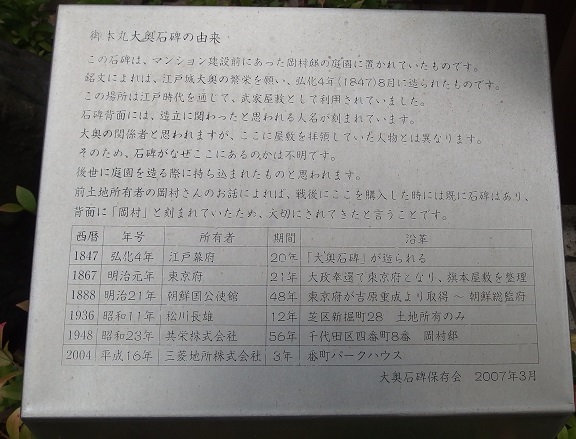 御本丸大奥石碑の由来
この石碑は、マンション建設前にあった岡村邸の庭園に置かれていたものです。
銘文によれば、江戸城大奥の繁栄を願い、弘化4年(1847)8月に造られたものです。
この場所は江戸時代を通じて、武家屋敷として利用されていました。
石碑背面には、造立に関わったと思われる人名が刻まれています。
大奥の関係者と思われますが、ここに屋敷を拝領していた人物とは異なります。
そのため、石碑がなぜここにあるのかは不明です。
後世に庭園を造る際に持ち込まれたものと思われます。
前土地所有者の岡村さんのお話によれば、戦後にここを購入した時には既に石碑はあり、
背面に「岡村」と刻まれていたため、大切にされてきたと言うことです。
西暦 年号 所有者 期間 沿革
1847 弘化4年 江戸幕府 20年 「大奥石碑」が造られる
1867 明治元年 東京府 21年 大政奉還で東京府となり、旗本屋敷を整理
1888 明治21年 朝鮮国公使館 48年 東京府が吉原重成より取得 ～ 朝鮮総監府
1936 昭和11年 松川長雄 12年 芝区新堀町28 土地所有のみ
1948 昭和23年 共栄株式会社 56年 千代田区四番町8番 岡村邸
2004 平成16年 三菱地所株式会社 3年 番町パークハウス
大奥石碑保存会 2007年3月